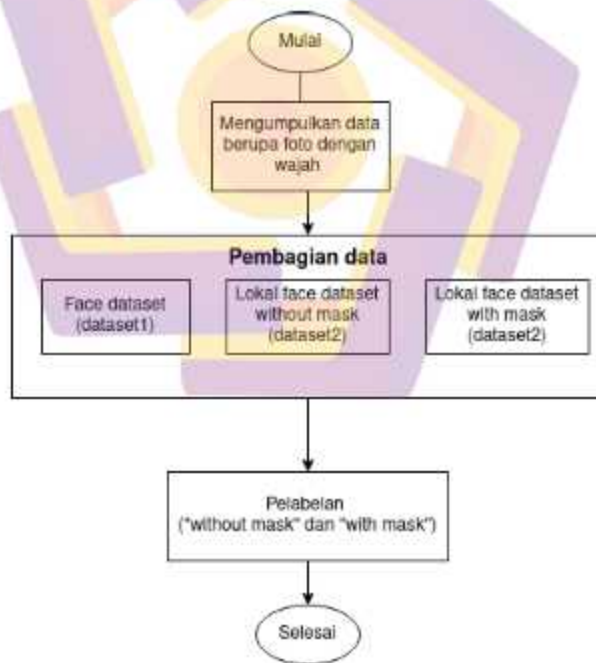 Mulai
Mengumpulkan data
berupa foto dengan
wajah
Pembagian data
Face dataset
(dataset1)
Lokal face dataset
without mask
(dataset2)
Lokal face dataset
with mask
(dataset2)
Pelabelan
("without mask" dan "with mask")
Selesai